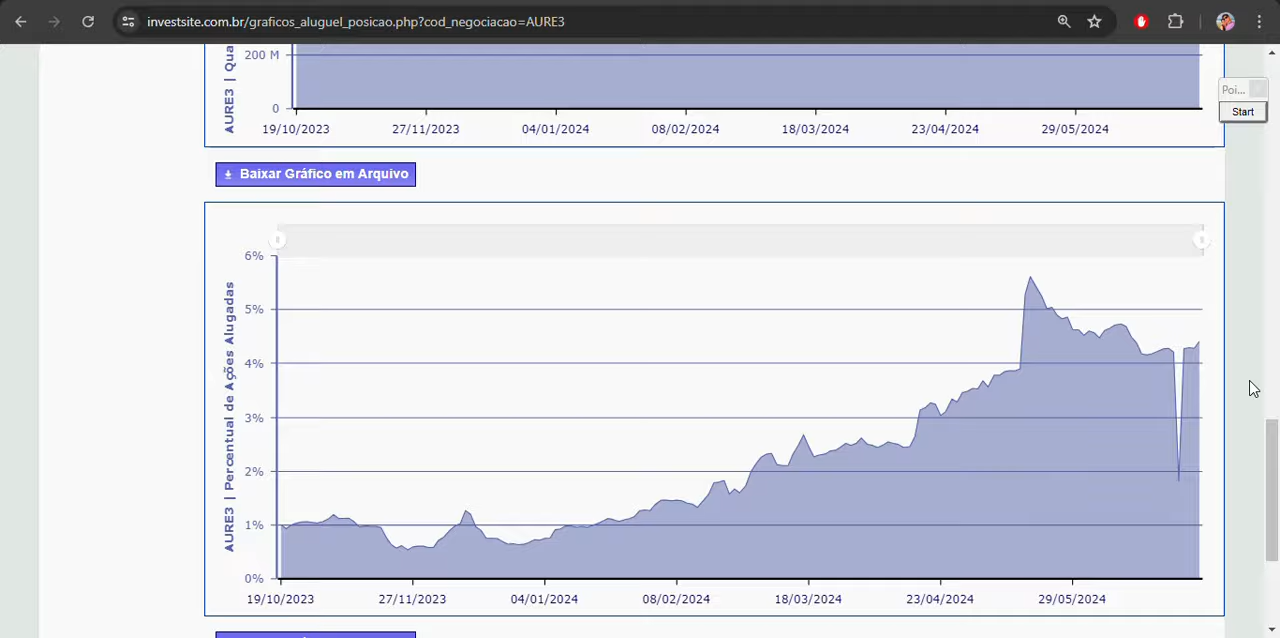 investsite.com.br/graficos_aluguel_posicao.php?cod_negociacao=AURE3
Poi...
Start
AURE3 | Qua
200 M
0
19/10/2023 27/11/2023 04/01/2024 08/02/2024 18/03/2024 23/04/2024 29/05/2024
Baixar Gráfico em Arquivo
AURE3 | Percentual de Ações Alugadas
6%
5%
4%
3%
2%
1%
0%
19/10/2023 27/11/2023 04/01/2024 08/02/2024 18/03/2024 23/04/2024 29/05/2024